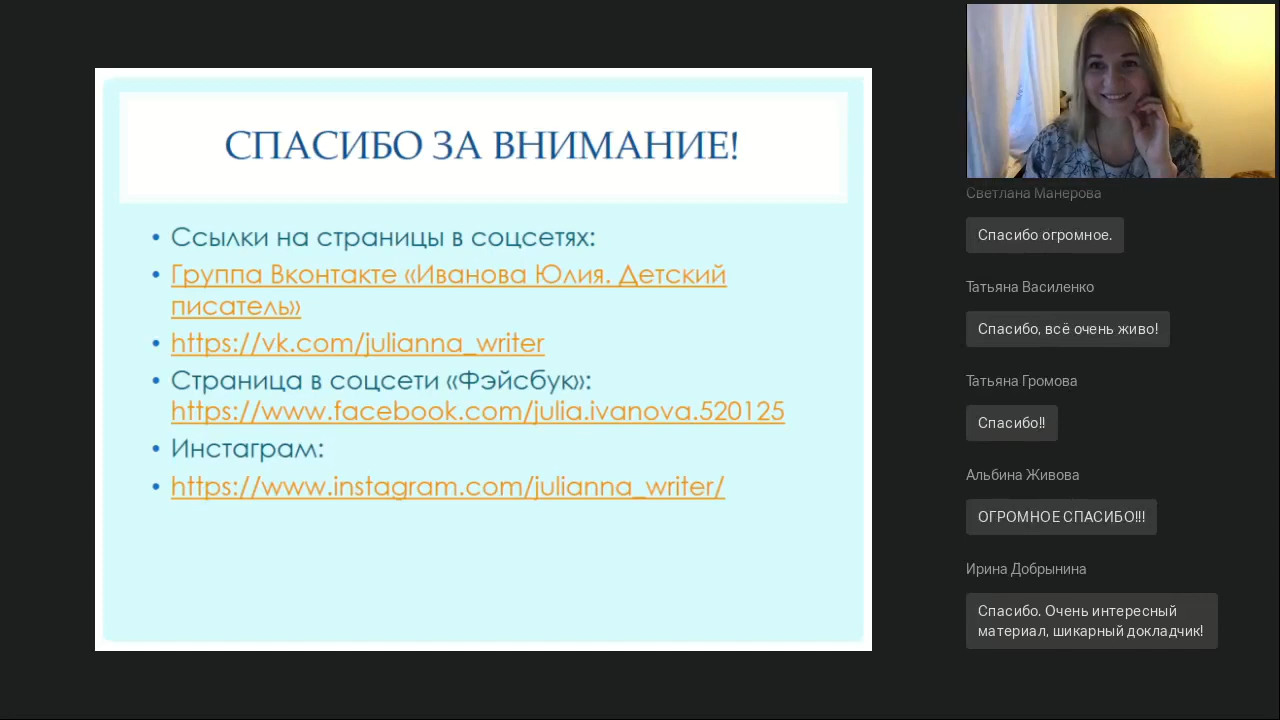 СПАСИБО ЗА ВНИМАНИЕ!
Ссылки на страницы в соцсетях:
Группа Вконтакте «Иванова Юлия. Детский
писатель»
https://vk.com/julianna_writer
Страница в соцсети «Фэйсбук»:
https://www.facebook.com/julia.ivanova.520125
Инстаграм:
https://www.instagram.com/julianna_writer/
Светлана Манерова
Спасибо огромное.
Татьяна Василенко
Спасибо, всё очень живо!
Татьяна Громова
Спасибо!!
Альбина Живова
ОГРОМНОЕ СПАСИБО!!!
Ирина Добрынина
Спасибо. Очень интересный
материал, шикарный докладчик!